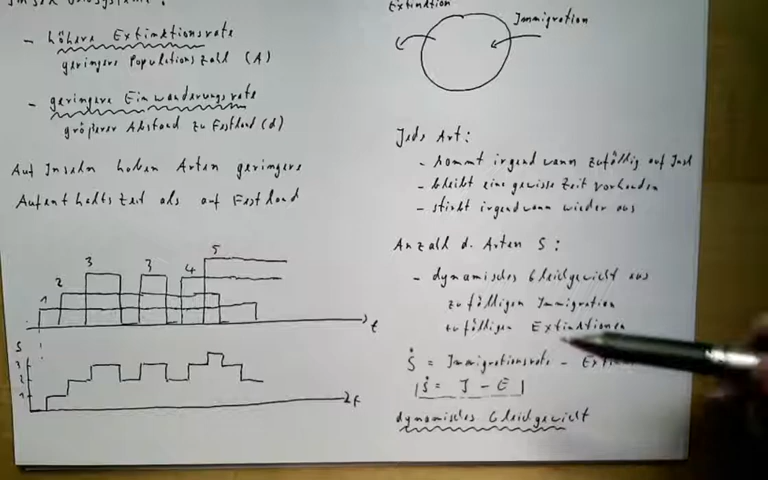 Inselökosysteme:
- höhere Extinktionsrate
geringere Populationszahl (A)
- geringere Einwanderungsrate
größerer Abstand zu Festland (d)
Auf Inseln haben Arten geringere
Aufenthaltszeit als auf Festland
1 2 3 3 4 5
t
S
3
2
1
t
Extinktion
Immigration
Jede Art:
- kommt irgendwann zufällig auf Insel
- bleibt eine gewisse Zeit vorhanden
- stirbt irgendwann wieder aus
Anzahl d. Arten S:
- dynamisches Gleichgewicht aus
zufälligen Immigration
zufälligen Extinktionen
Ṡ = Immigrationsrate -
Ṡ = I - E
dynamisches Gleichgewicht